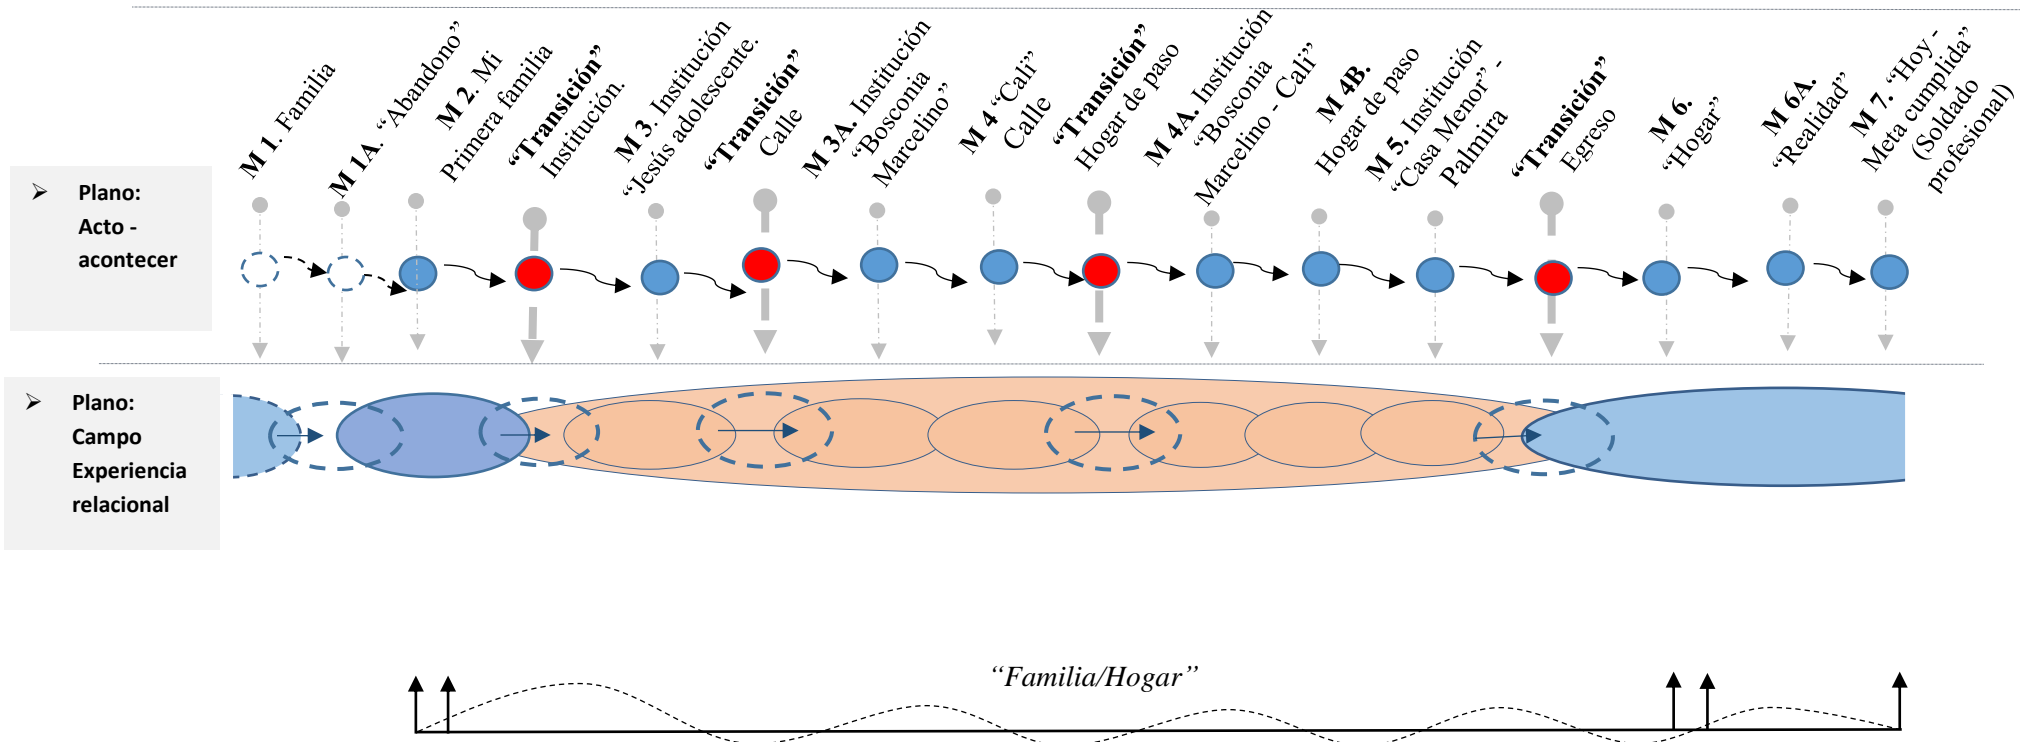 M 1. Familia
M 1A. “Abandono”
M 2. Mi
Primera familia
“Transición”
Institución.
M 3. Institución
“Jesús adolescente.
“Transición”
Calle
M 3A. Institución
“Bosconia
Marcelino”
M 4 “Cali”
Calle
“Transición”
Hogar de paso
M 4A. Institución
“Bosconia
Marcelino - Cali”
M 4B.
Hogar de paso
M 5. Institución
“Casa Menor” -
Palmira
“Transición”
Egreso
M 6.
“Hogar”
M 6A.
“Realidad”
M 7. “Hoy -
Meta cumplida”
(Soldado
profesional)
➢ Plano:
Acto -
acontecer
➢ Plano:
Campo
Experiencia
relacional
“Familia/Hogar”